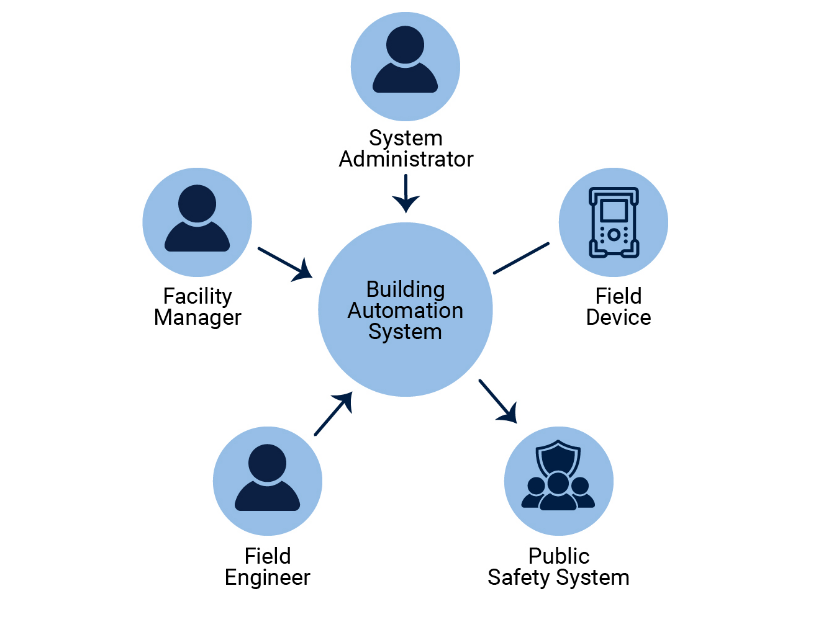 System
Administrator
Facility
Manager
Building
Automation
System
Field
Device
Field
Engineer
Public
Safety System